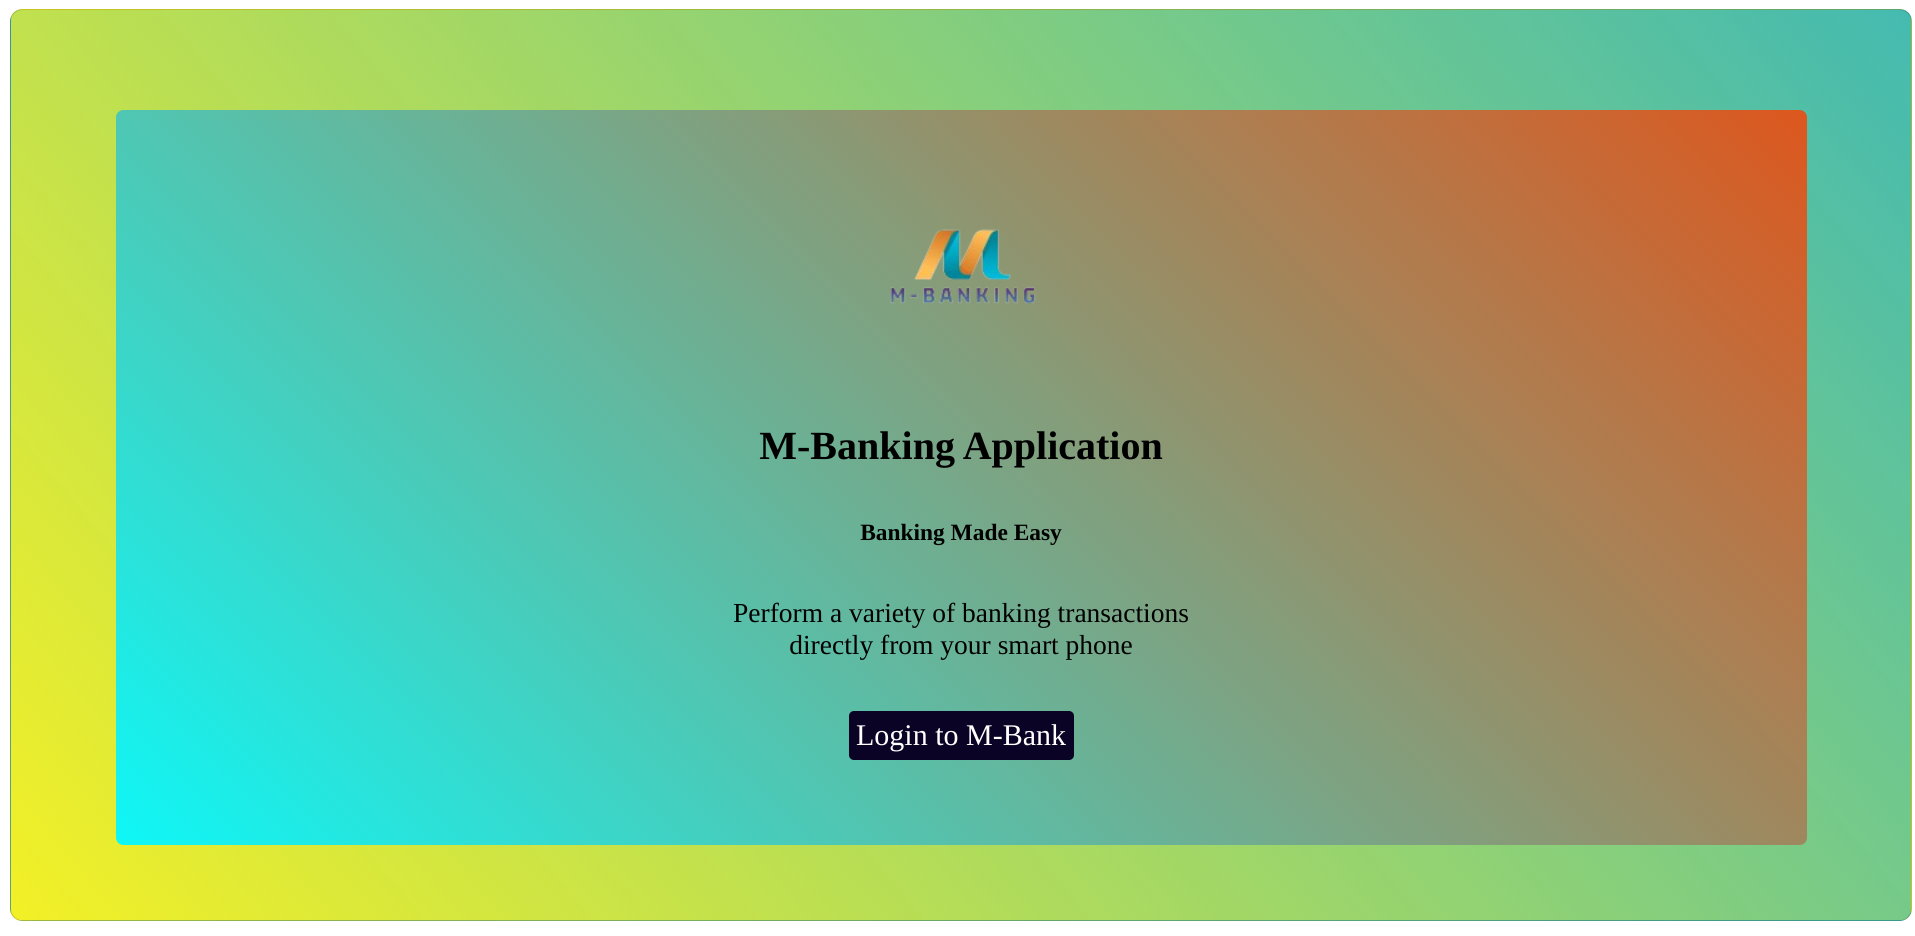 M-BANKING
M-Banking Application
Banking Made Easy
Perform a variety of banking transactions
directly from your smart phone
Login to M-Bank